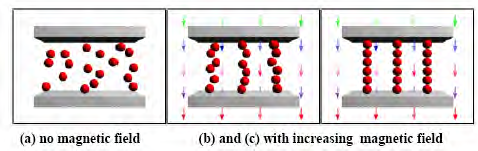 (a) no magnetic field (b) and (c) with increasing magnetic field